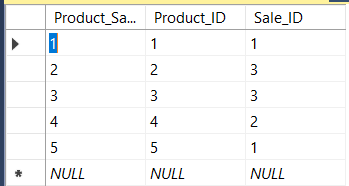 Product_Sa... Product_ID Sale_ID
1 1 1
2 2 3
3 3 3
4 4 2
5 5 1
* NULL NULL NULL